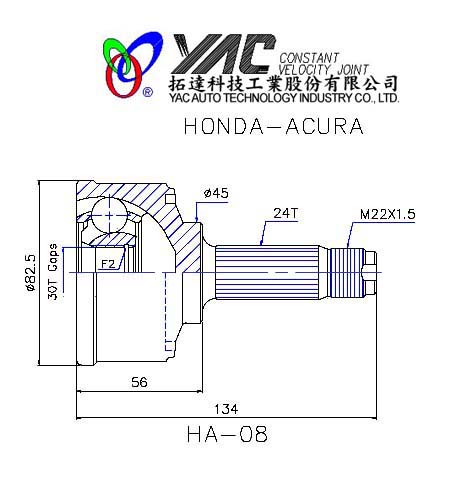 YAC CONSTANT
VELOCITY JOINT
®
拓達科技工業股份有限公司
YAC AUTO TECHNOLOGY INDUSTRY CO., LTD.
HONDA-ACURA
ø45
24T
M22X1.5
ø82.5
30T Gaps
F2
56
134
HA-08